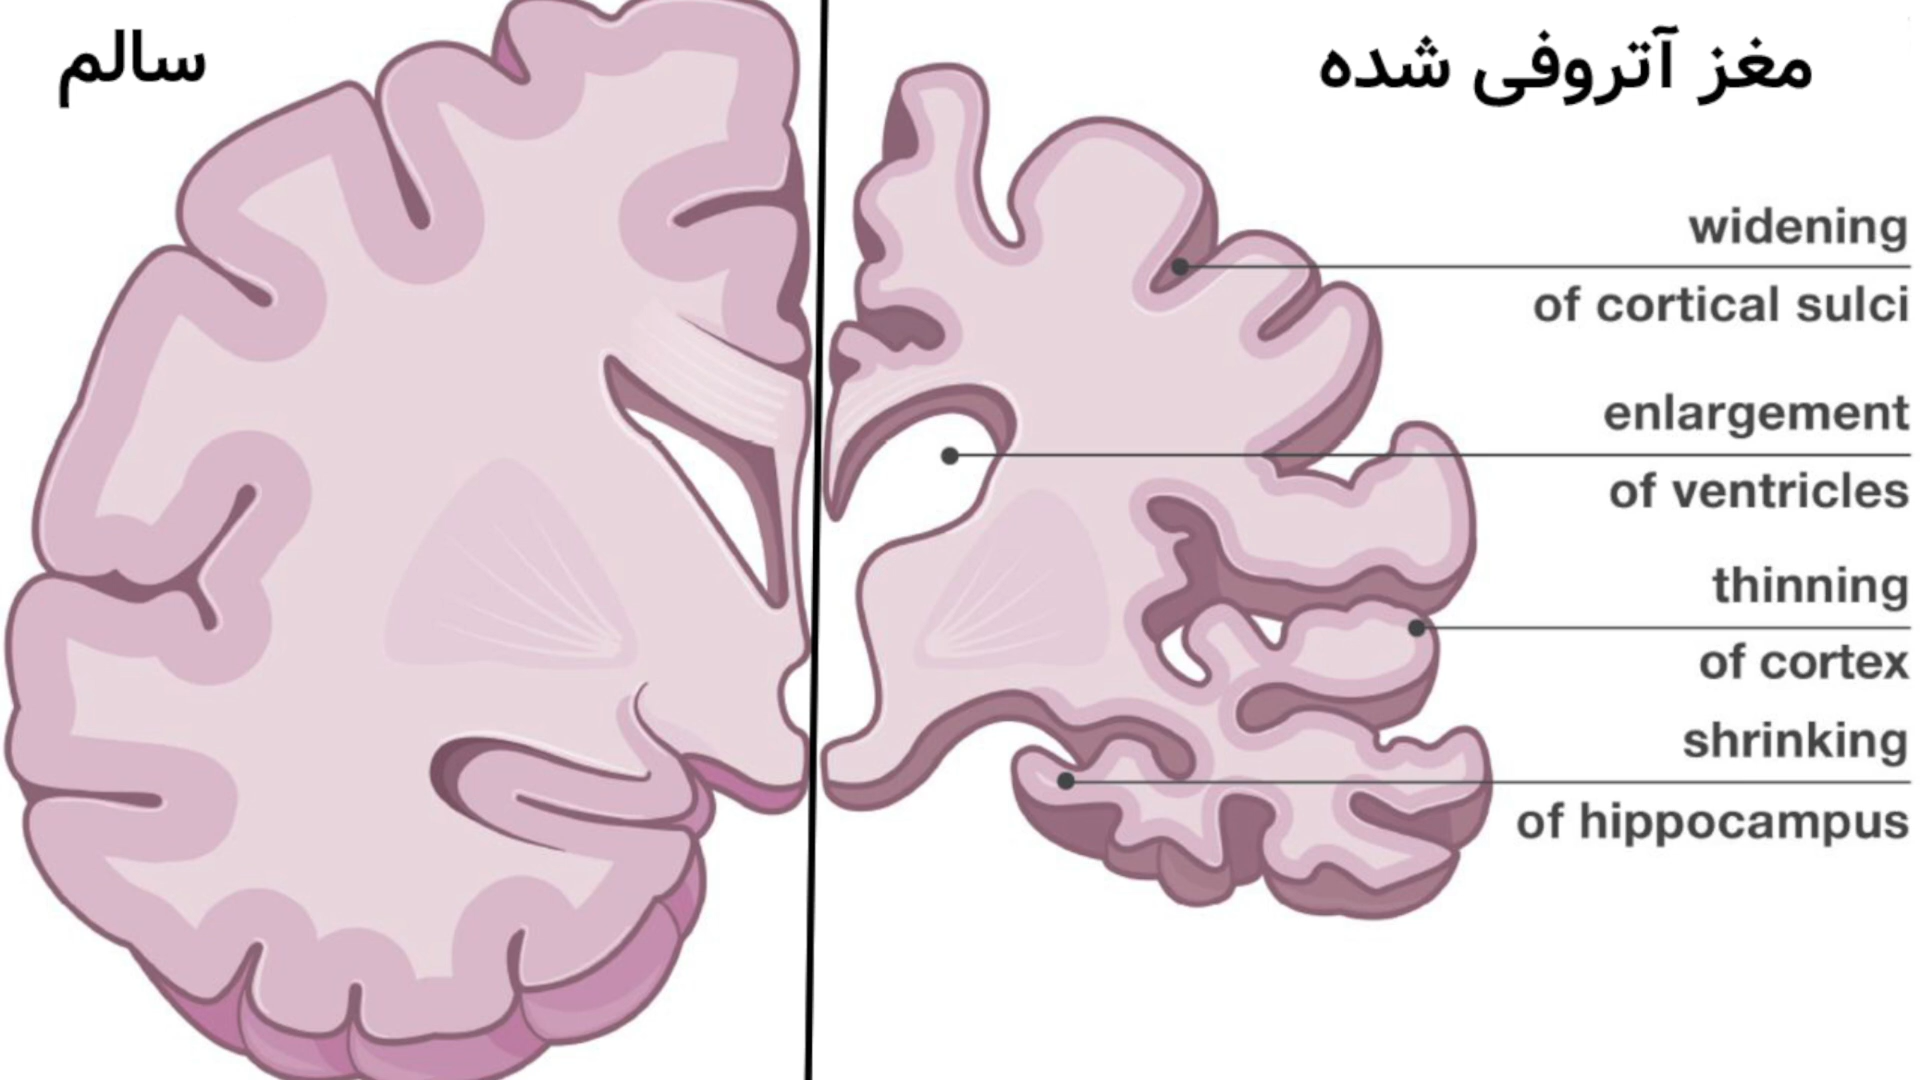 سالم
مغز آتروفی شده
widening
of cortical sulci
enlargement
of ventricles
thinning
of cortex
shrinking
of hippocampus